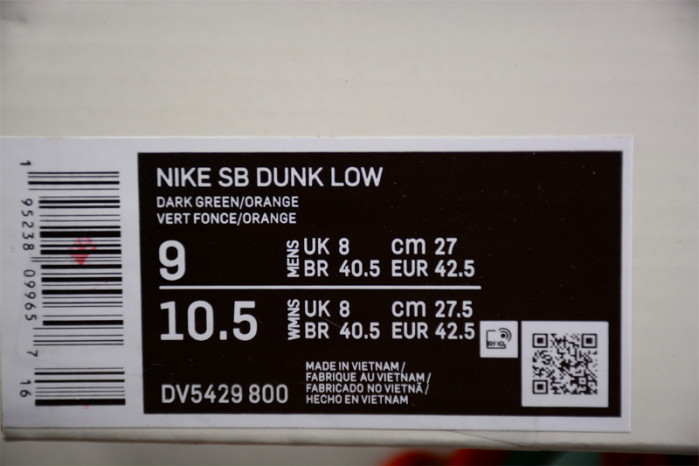 NIKE SB DUNK LOW
DARK GREEN/ORANGE
VERT FONCE/ORANGE
9 MENS UK 8 cm 27
BR 40.5 EUR 42.5
10.5 WMNS UK 8 cm 27.5
BR 40.5 EUR 42.5
DV5429 800
MADE IN VIETNAM /
FABRIQUE AU VIETNAM /
FABRICADO NO VIETNÃ /
HECHO EN VIETNAM
1 95238 09965 7 16